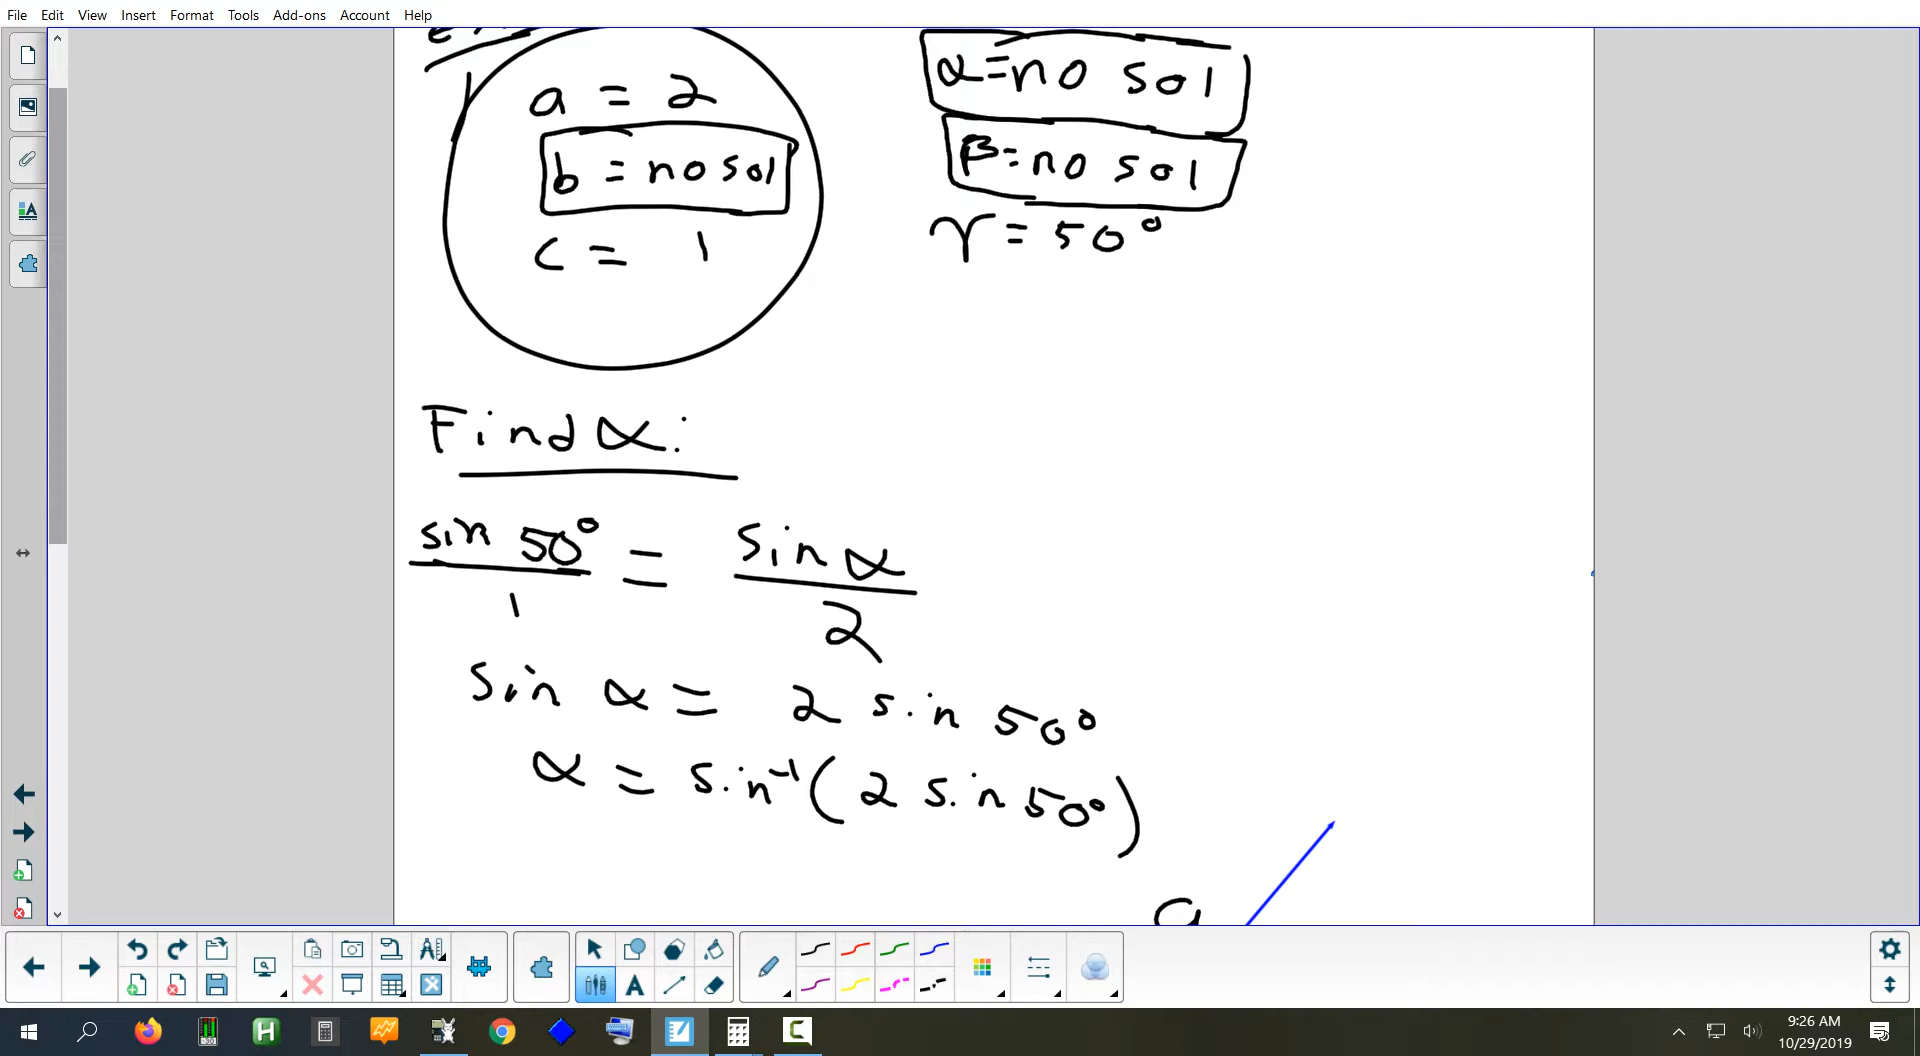 File Edit View Insert Format Tools Add-ons Account Help
a = 2
b = no sol
c = 1
α = no sol
β = no sol
γ = 50°
Find α:
sin 50° / 1 = sin α / 2
sin α = 2 sin 50°
α = sin⁻¹(2 sin 50°)
a
9:26 AM
10/29/2019